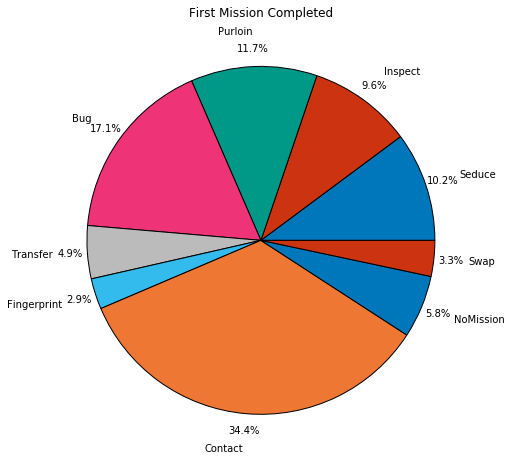 First Mission Completed
Purloin
11.7%
Inspect
9.6%
Bug
17.1%
10.2%
Seduce
Transfer
4.9%
3.3%
Swap
Fingerprint
2.9%
5.8%
NoMission
34.4%
Contact